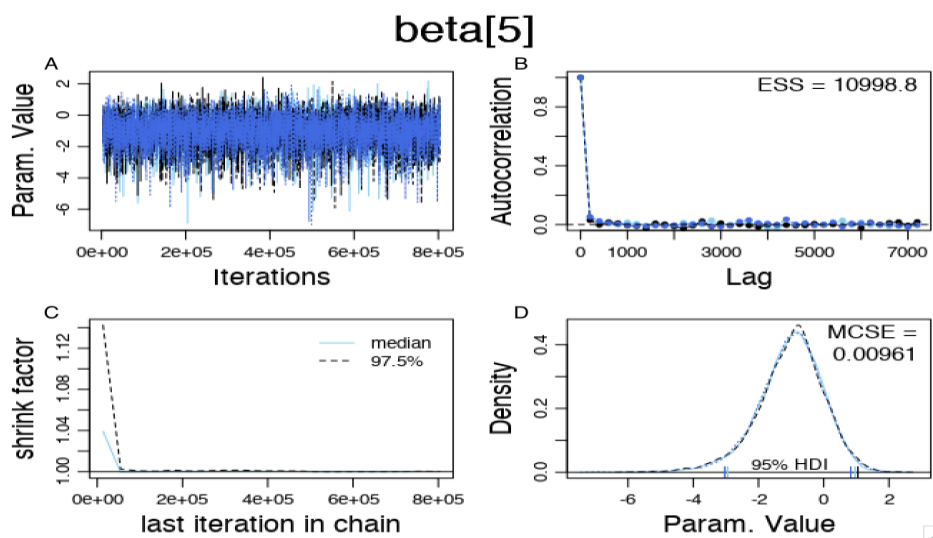 beta[5]
A
Param. Value
2
0
-2
-4
-6
0e+00 2e+05 4e+05 6e+05 8e+05
Iterations
B
Autocorrelation
0.8
0.4
0.0
ESS = 10998.8
0 1000 3000 5000 7000
Lag
C
shrink factor
1.12
1.08
1.04
1.00
median
97.5%
0e+00 2e+05 4e+05 6e+05 8e+05
last iteration in chain
D
Density
0.4
0.2
0.0
MCSE =
0.00961
95% HDI
-6 -4 -2 0 2
Param. Value